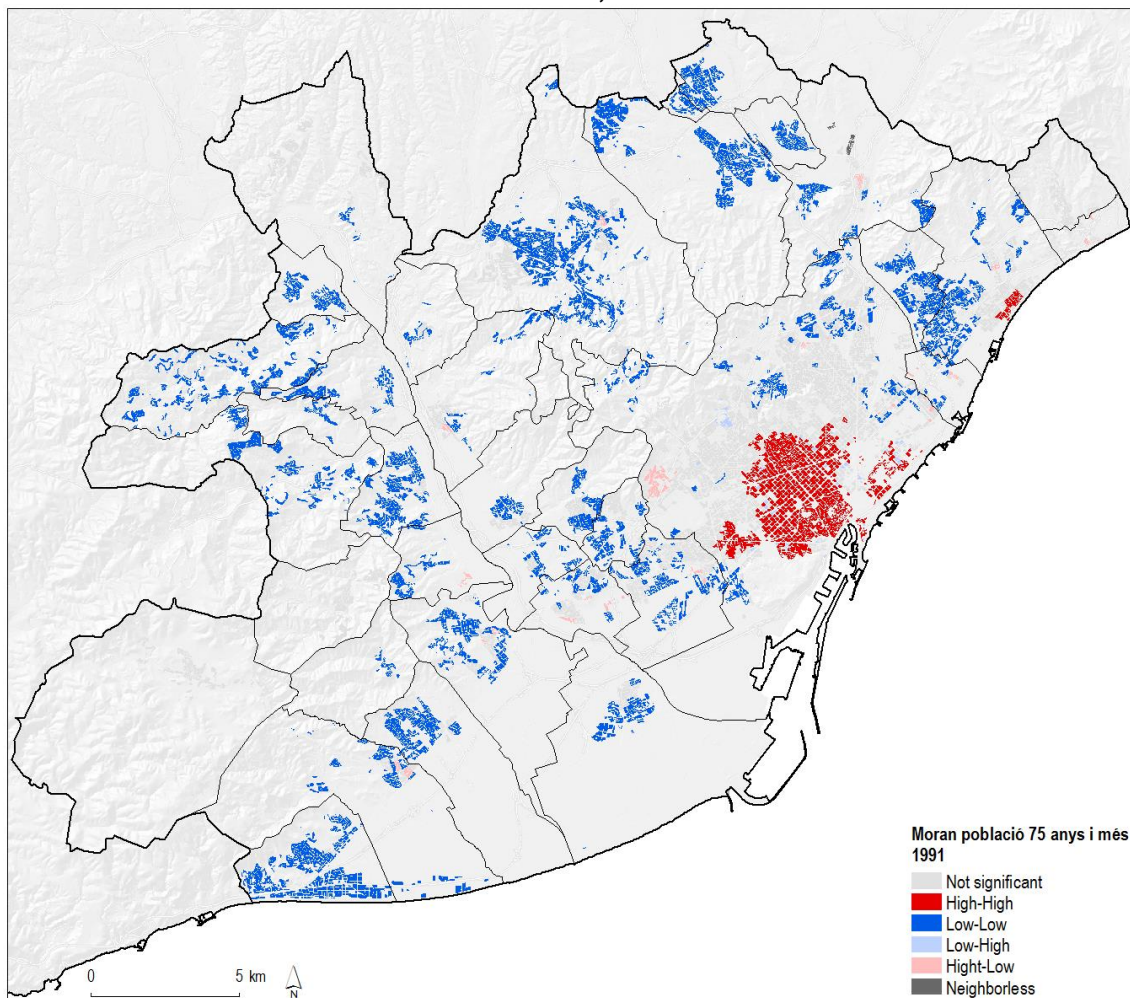 Moran població 75 anys i més
1991
Not significant
High-High
Low-Low
Low-High
Hight-Low
Neighborless
0 5 km
N